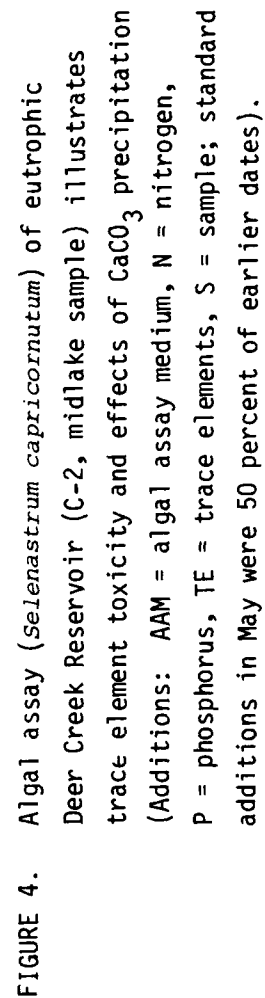 FIGURE 4. Algal assay (Selenastrum capricornutum) of eutrophic
Deer Creek Reservoir (C-2, midlake sample) illustrates
trace element toxicity and effects of CaCO3 precipitation
(Additions: AAM = algal assay medium, N = nitrogen,
P = phosphorus, TE = trace elements, S = sample; standard
additions in May were 50 percent of earlier dates).